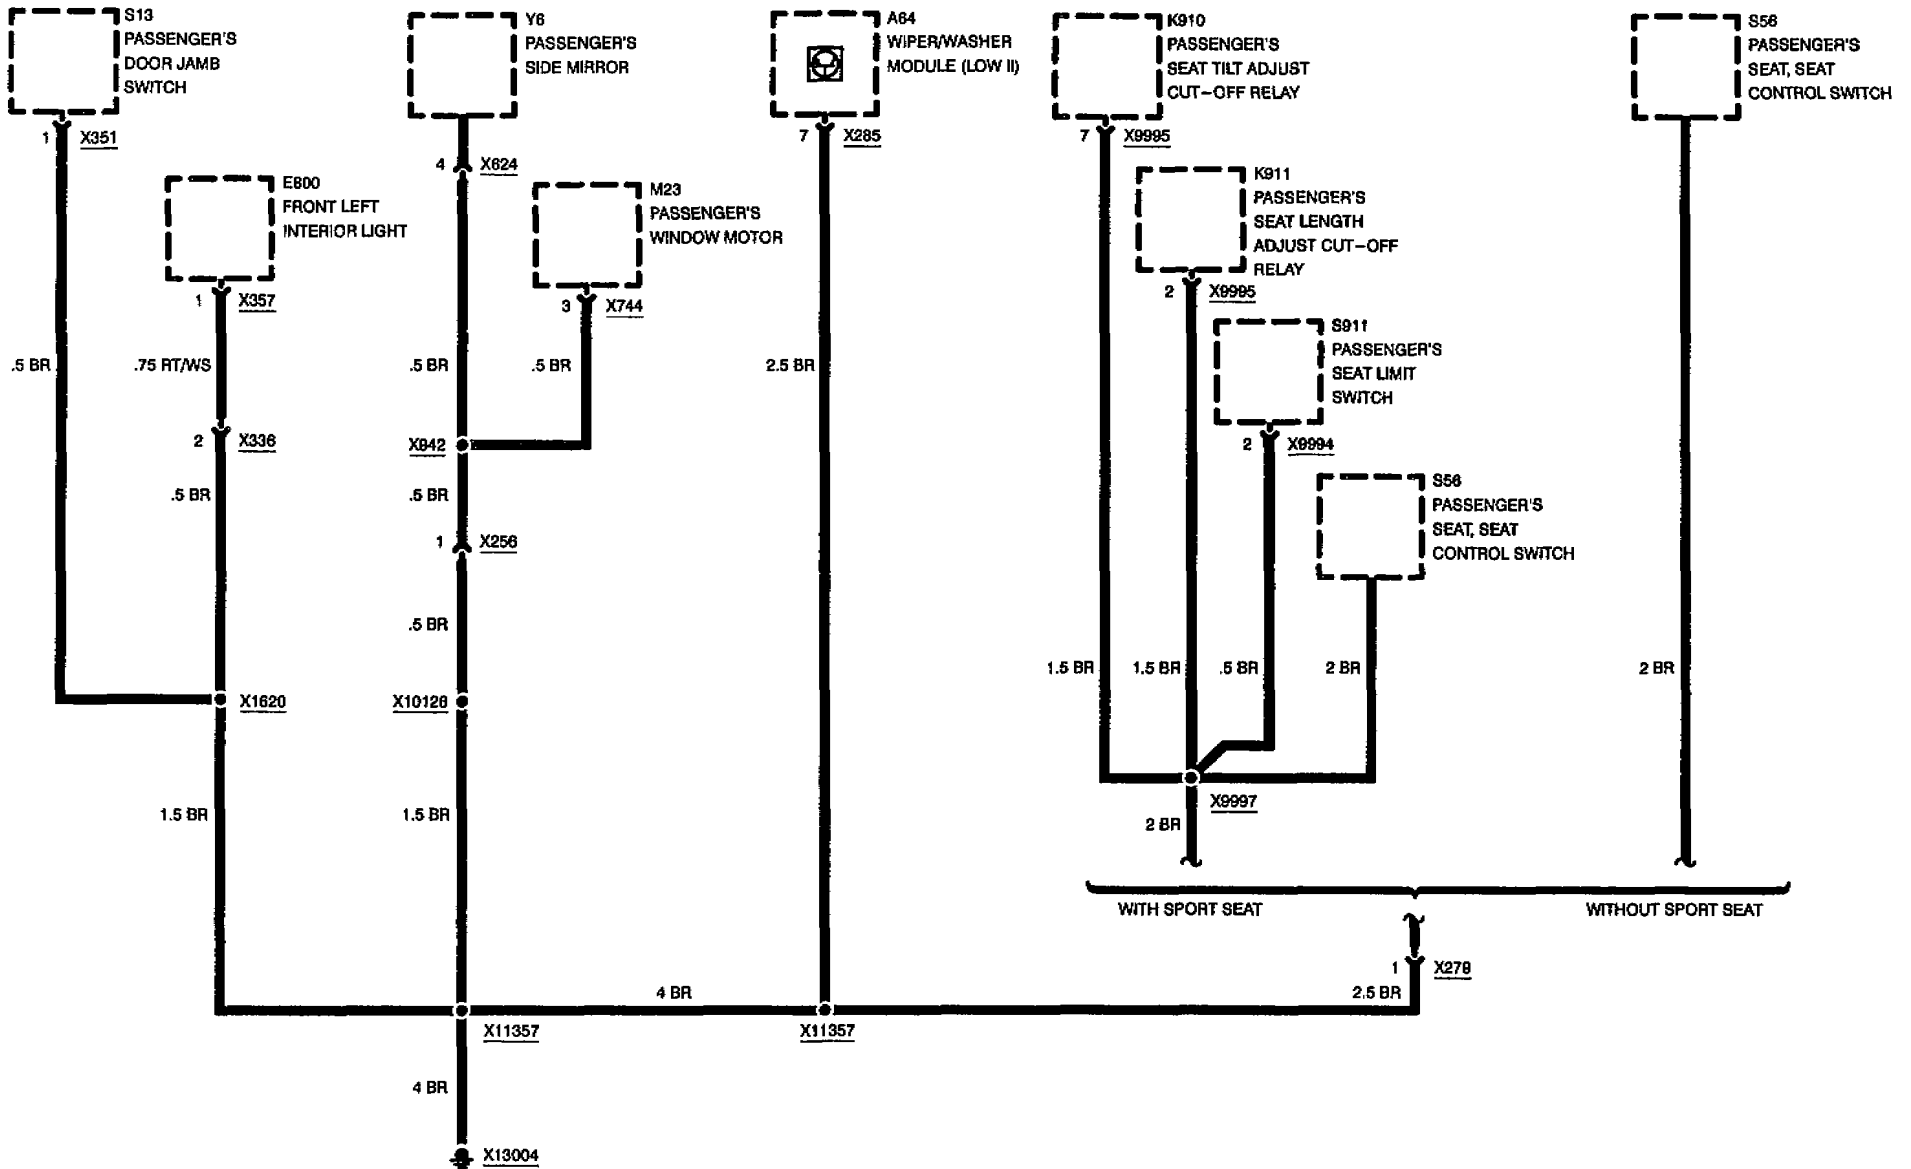 S13
PASSENGER'S
DOOR JAMB
SWITCH
1 X351
Y6
PASSENGER'S
SIDE MIRROR
4 X624
A64
WIPER/WASHER
MODULE (LOW II)
7 X285
K910
PASSENGER'S
SEAT TILT ADJUST
CUT-OFF RELAY
7 X9995
S56
PASSENGER'S
SEAT, SEAT
CONTROL SWITCH
E800
FRONT LEFT
INTERIOR LIGHT
1 X357
M23
PASSENGER'S
WINDOW MOTOR
3 X744
K911
PASSENGER'S
SEAT LENGTH
ADJUST CUT-OFF
RELAY
2 X9995
S911
PASSENGER'S
SEAT LIMIT
SWITCH
2 X9994
S56
PASSENGER'S
SEAT, SEAT
CONTROL SWITCH
.5 BR
.75 RT/WS
.5 BR
.5 BR
2.5 BR
2 X336
X842
.5 BR
.5 BR
1 X256
.5 BR
1.5 BR
1.5 BR
.5 BR
2 BR
2 BR
X1620
X10128
X9997
1.5 BR
1.5 BR
2 BR
WITH SPORT SEAT
WITHOUT SPORT SEAT
1 X279
4 BR
2.5 BR
X11357
X11357
4 BR
X13004